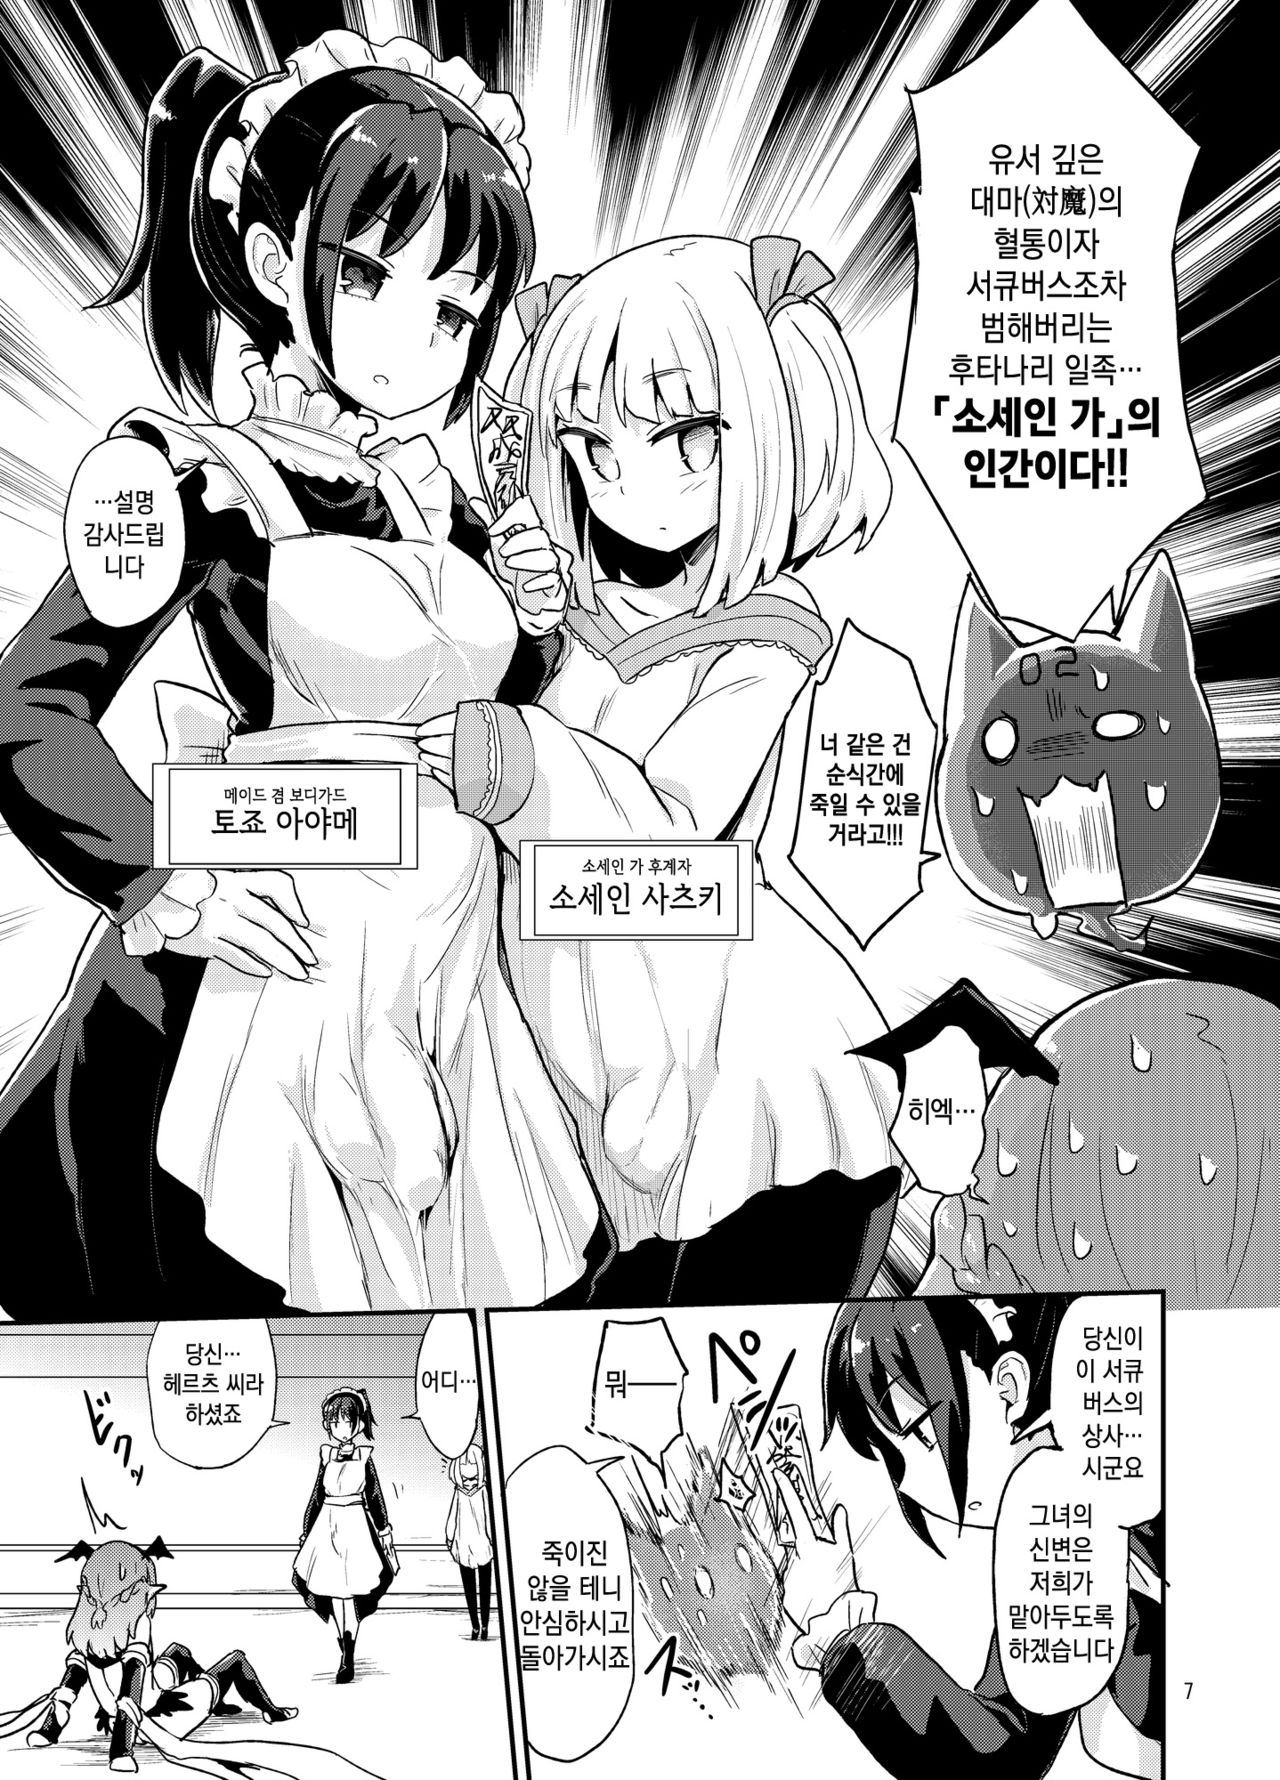 유서 깊은
대마(対魔)의
혈통이자
서큐버스조차
범해버리는
후타나리 일족…
「소세인 가」의
인간이다!!
…설명
감사드립
니다
02
너 같은 건
순식간에
죽일 수 있을
거라고!!!
메이드 겸 보디가드
토죠 아야메
소세인 가 후계자
소세인 사츠키
히엑…
당신이
이 서큐
버스의
상사…
시군요
그녀의
신변은
저희가
맡아두도록
하겠습니다
뭐──
죽이진
않을 테니
안심하시고
돌아가시죠
어디…
당신…
헤르츠 씨라
하셨죠
ビクッ
7